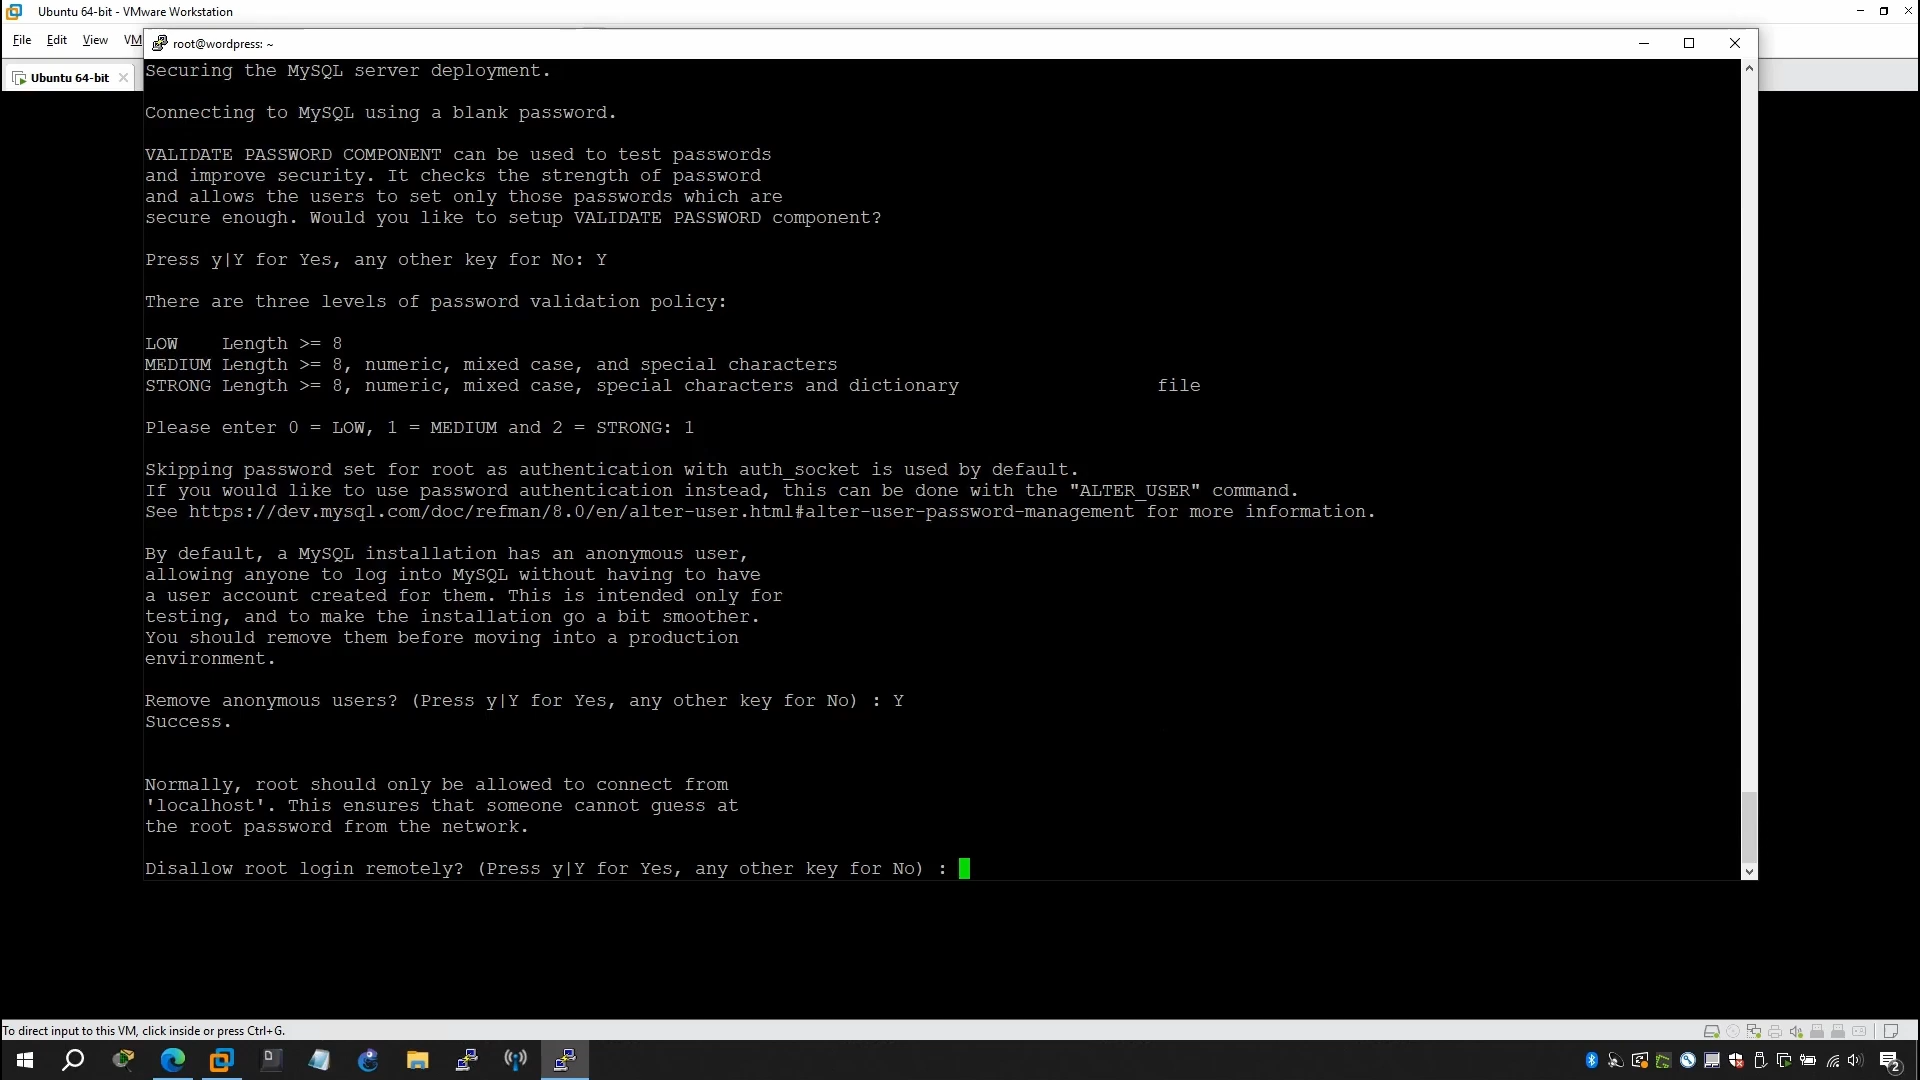 Ubuntu 64-bit - VMware Workstation
File Edit View VM
root@wordpress: ~
Ubuntu 64-bit
Securing the MySQL server deployment.
Connecting to MySQL using a blank password.
VALIDATE PASSWORD COMPONENT can be used to test passwords
and improve security. It checks the strength of password
and allows the users to set only those passwords which are
secure enough. Would you like to setup VALIDATE PASSWORD component?
Press y|Y for Yes, any other key for No: Y
There are three levels of password validation policy:
LOW    Length >= 8
MEDIUM Length >= 8, numeric, mixed case, and special characters
STRONG Length >= 8, numeric, mixed case, special characters and dictionary                  file
Please enter 0 = LOW, 1 = MEDIUM and 2 = STRONG: 1
Skipping password set for root as authentication with auth_socket is used by default.
If you would like to use password authentication instead, this can be done with the "ALTER_USER" command.
See https://dev.mysql.com/doc/refman/8.0/en/alter-user.html#alter-user-password-management for more information.
By default, a MySQL installation has an anonymous user,
allowing anyone to log into MySQL without having to have
a user account created for them. This is intended only for
testing, and to make the installation go a bit smoother.
You should remove them before moving into a production
environment.
Remove anonymous users? (Press y|Y for Yes, any other key for No) : Y
Success.
Normally, root should only be allowed to connect from
'localhost'. This ensures that someone cannot guess at
the root password from the network.
Disallow root login remotely? (Press y|Y for Yes, any other key for No) :
To direct input to this VM, click inside or press Ctrl+G.
2